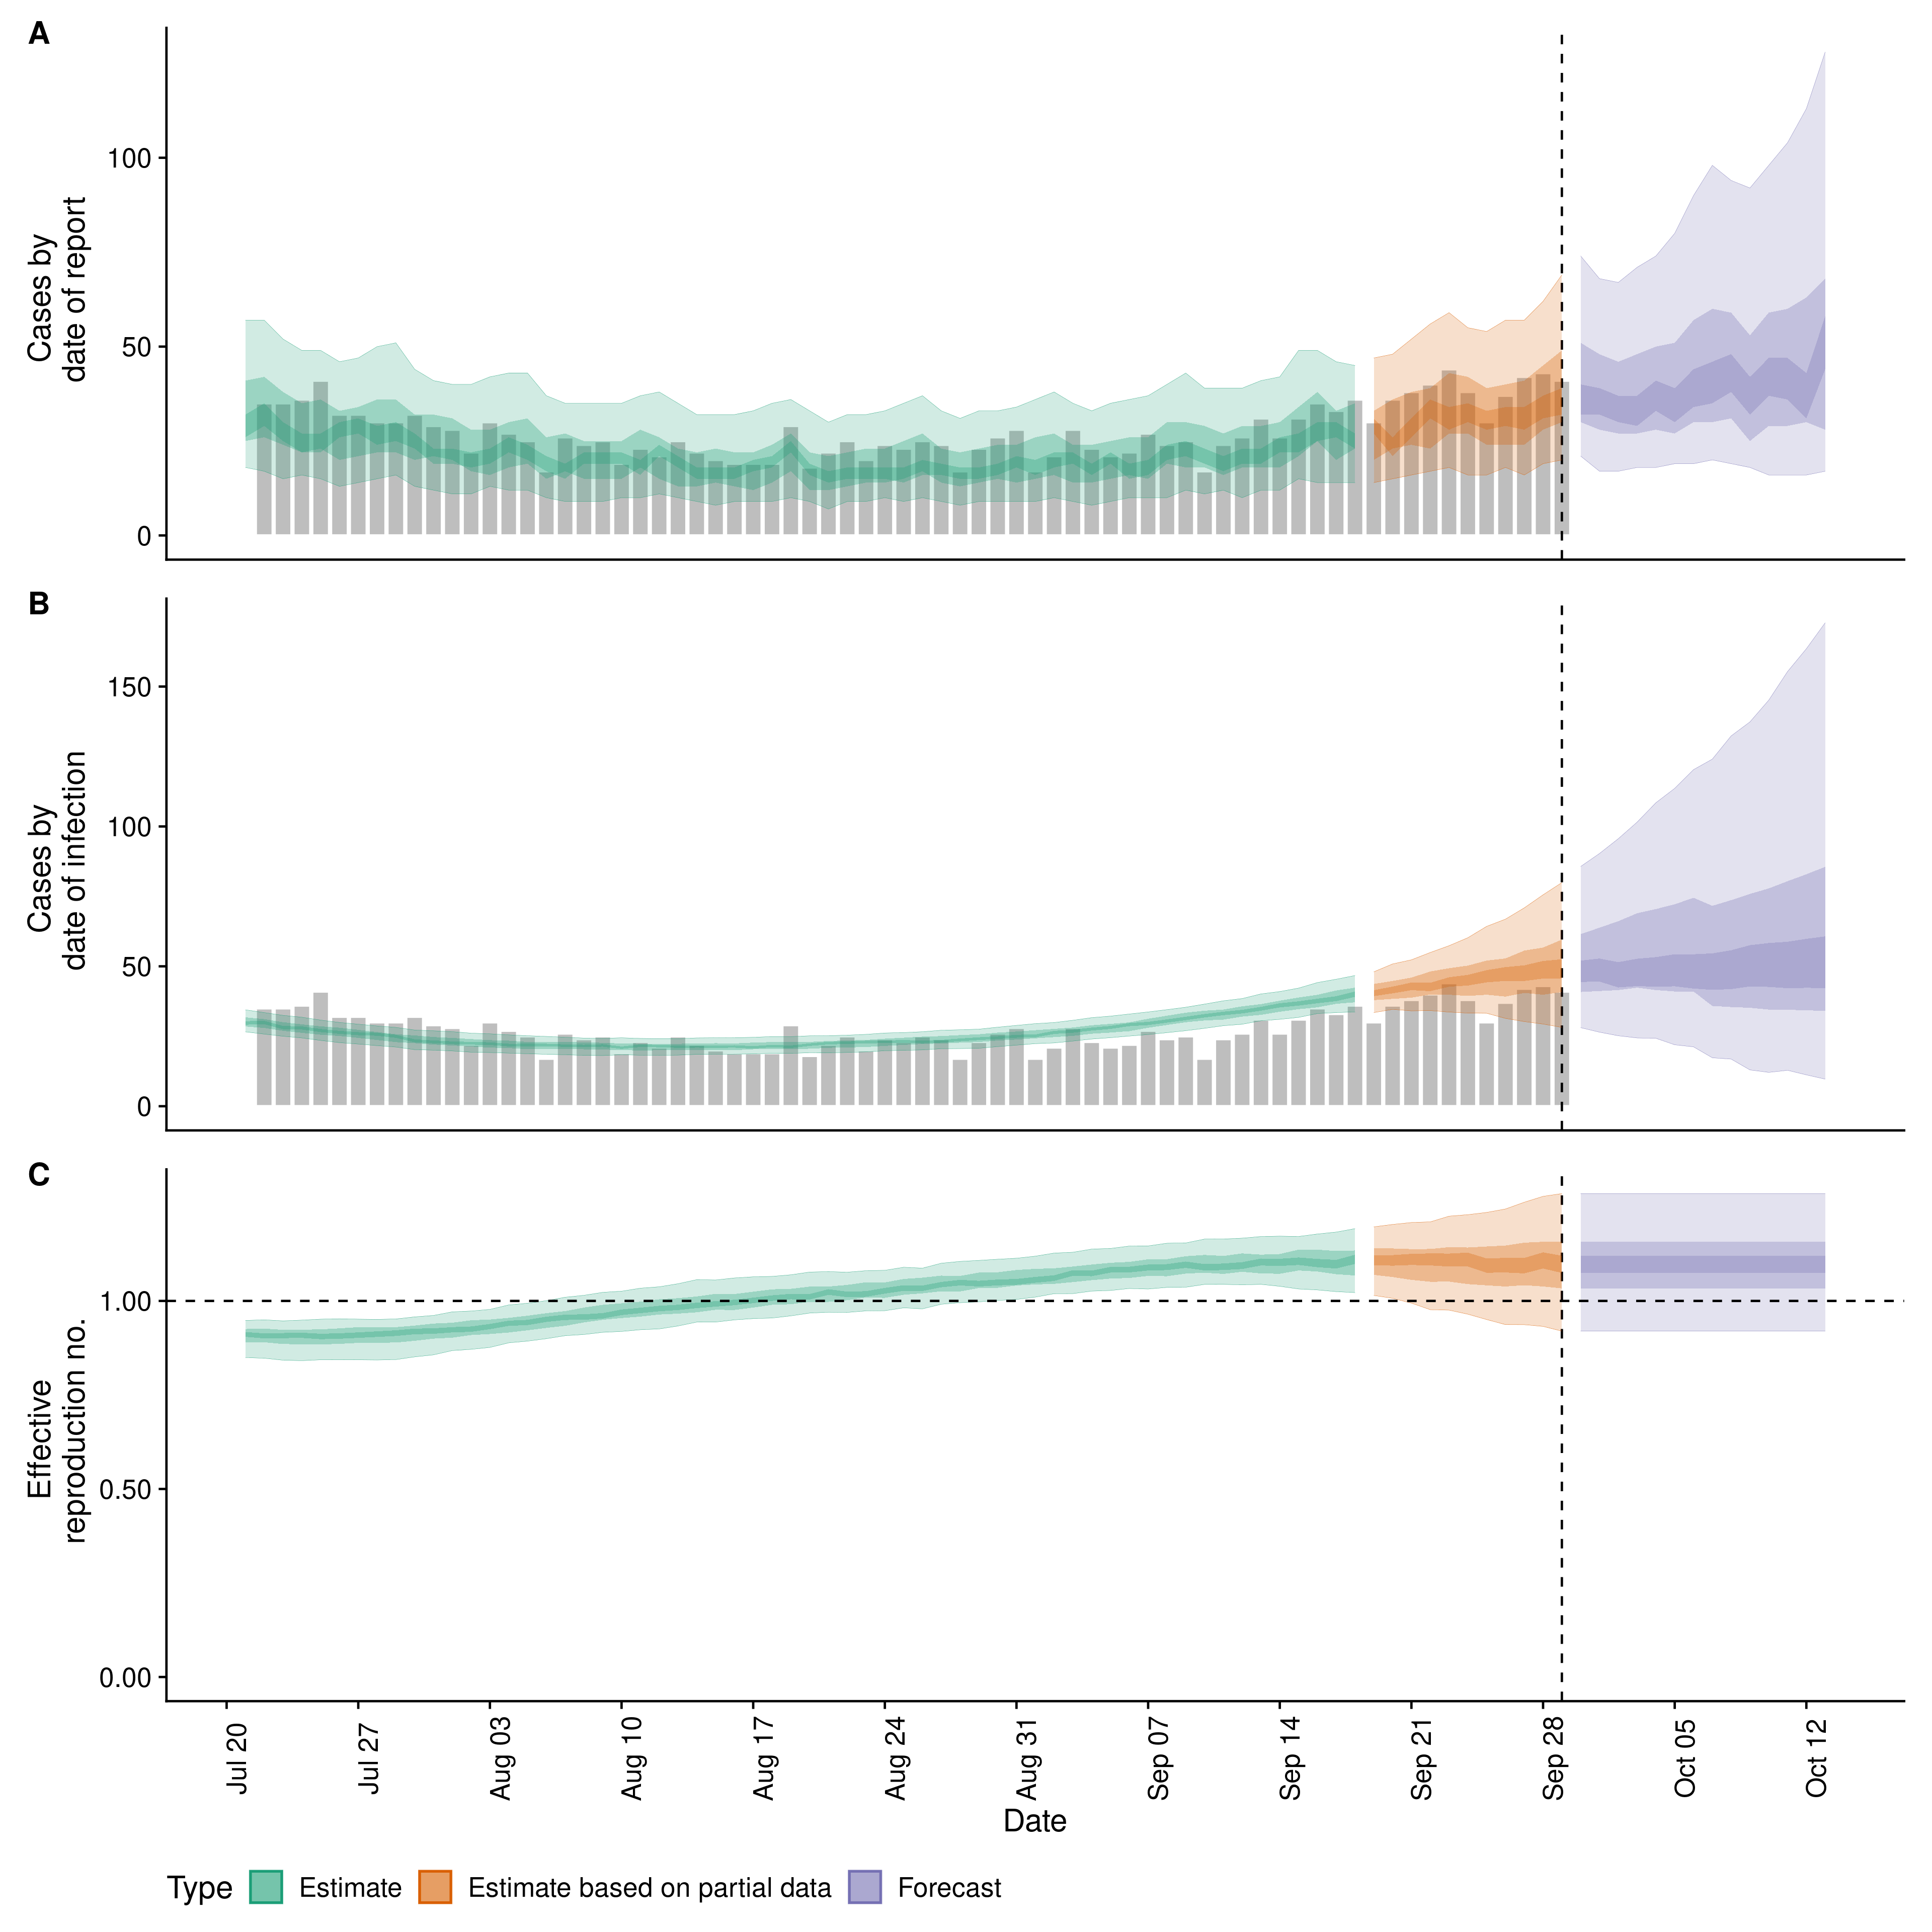 A
Cases by
date of report
100
50
0
B
Cases by
date of infection
150
100
50
0
C
Effective
reproduction no.
1.00
0.50
0.00
Jul 20
Jul 27
Aug 03
Aug 10
Aug 17
Aug 24
Aug 31
Sep 07
Sep 14
Sep 21
Sep 28
Oct 05
Oct 12
Date
Type Estimate Estimate based on partial data Forecast